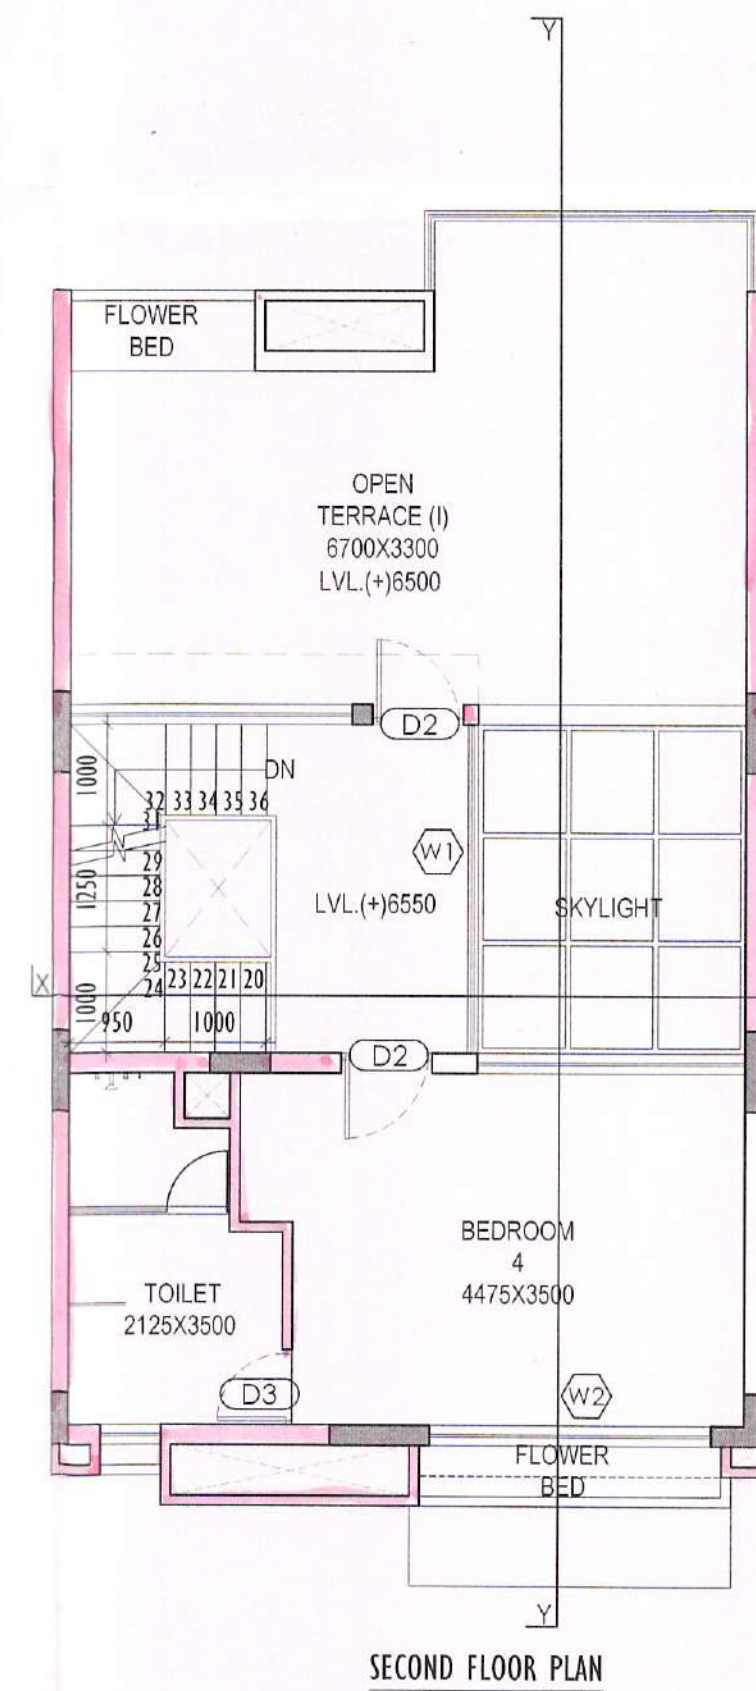 Y
FLOWER
BED
OPEN
TERRACE (I)
6700X3300
LVL.(+)6500
D2
DN
1000
32 33 34 35 36
31
W1
29
28
27
26
25
24
1250
LVL.(+)6550
SKYLIGHT
23 22 21 20
X
1000
950
1000
D2
BEDROOM
4
4475X3500
TOILET
2125X3500
D3
W2
FLOWER
BED
Y
SECOND FLOOR PLAN